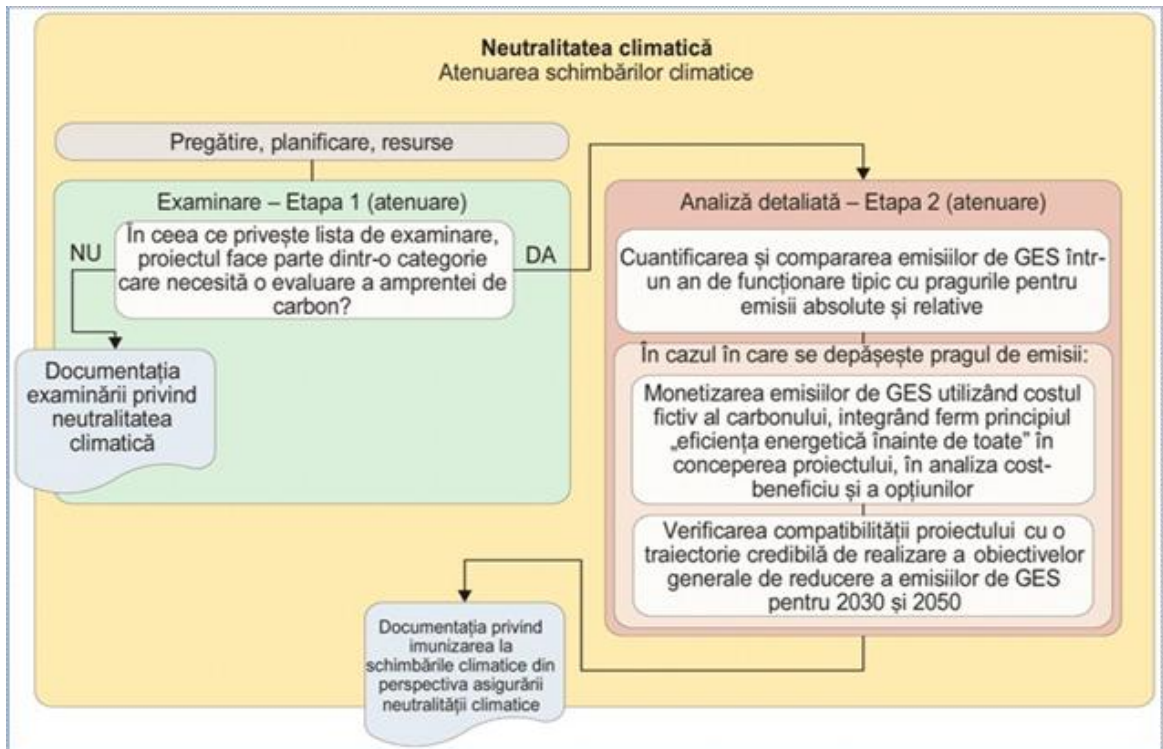 Neutralitatea climatică
Atenuarea schimbărilor climatice
Pregătire, planificare, resurse
Examinare – Etapa 1 (atenuare)
În ceea ce privește lista de examinare,
proiectul face parte dintr-o categorie
care necesită o evaluare a amprentei de
carbon?
NU
DA
Documentația
examinării privind
neutralitatea
climatică
Analiză detaliată – Etapa 2 (atenuare)
Cuantificarea și compararea emisiilor de GES într-
un an de funcționare tipic cu pragurile pentru
emisii absolute și relative
În cazul în care se depășește pragul de emisii:
Monetizarea emisiilor de GES utilizând costul
fictiv al carbonului, integrând ferm principiul
„eficiența energetică înainte de toate” în
conceperea proiectului, în analiza cost-
beneficiu și a opțiunilor
Verificarea compatibilității proiectului cu o
traiectorie credibilă de realizare a obiectivelor
generale de reducere a emisiilor de GES
pentru 2030 și 2050
Documentația privind
imunizarea la
schimbările climatice din
perspectiva asigurării
neutralității climatice